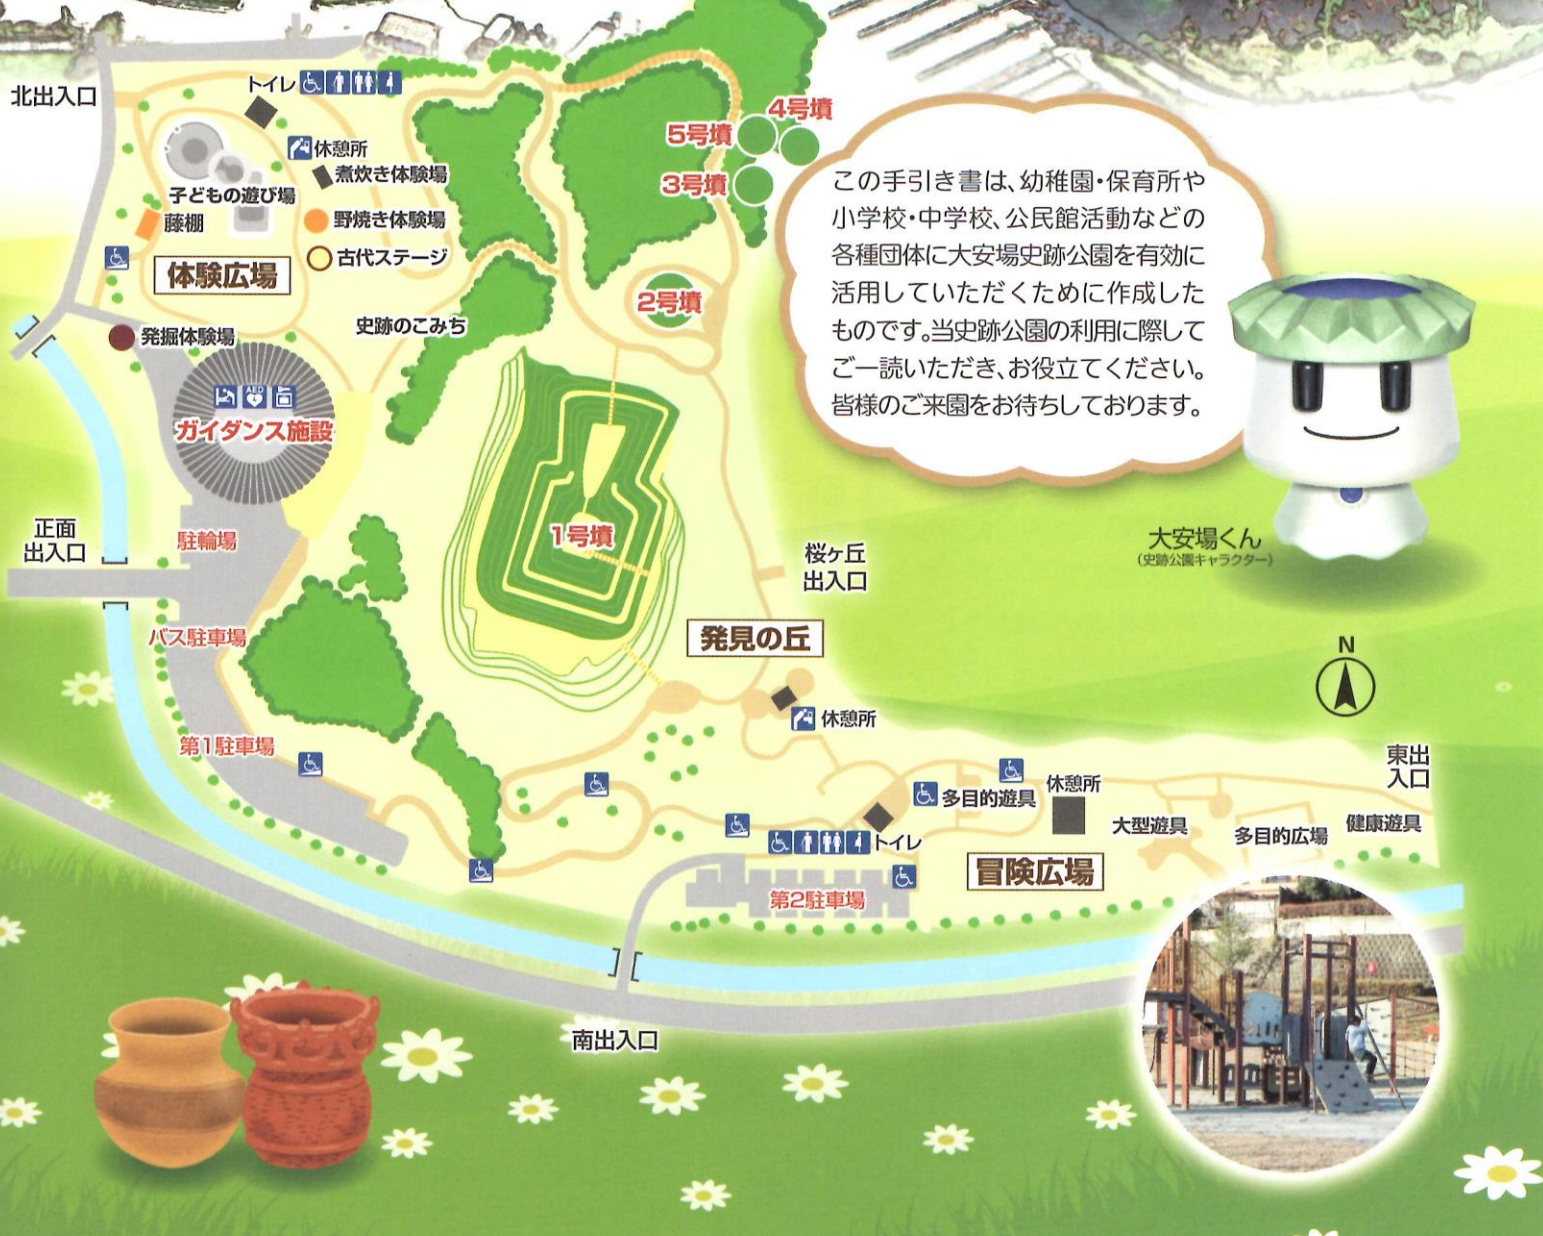 北出入口
トイレ
休憩所
煮炊き体験場
子どもの遊び場
藤棚
野焼き体験場
古代ステージ
体験広場
史跡のこみち
発掘体験場
AED
ガイダンス施設
4号墳
5号墳
3号墳
2号墳
1号墳
この手引き書は、幼稚園・保育所や
小学校・中学校、公民館活動などの
各種団体に大安場史跡公園を有効に
活用していただくために作成した
ものです。当史跡公園の利用に際して
ご一読いただき、お役立てください。
皆様のご来園をお待ちしております。
大安場くん
(史跡公園キャラクター)
正面
出入口
駐輪場
バス駐車場
第1駐車場
桜ヶ丘
出入口
発見の丘
休憩所
N
東出
入口
多目的遊具
休憩所
大型遊具
多目的広場
健康遊具
トイレ
冒険広場
第2駐車場
南出入口